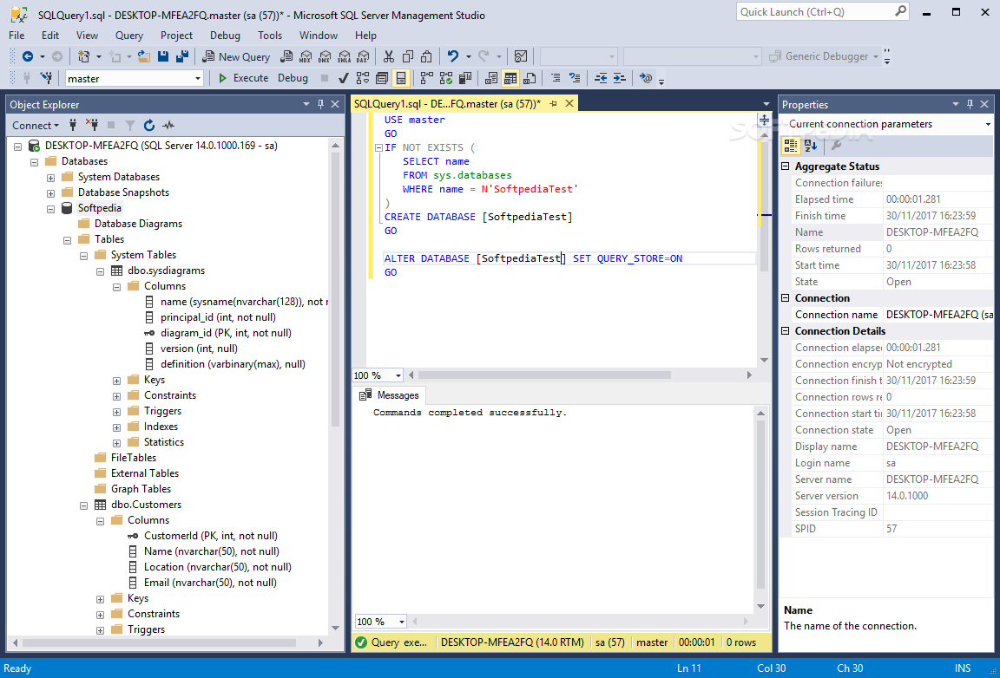 SQLQuery1.sql - DESKTOP-MFEA2FQ.master (sa (57))* - Microsoft SQL Server Management Studio
Quick Launch (Ctrl+Q)
File Edit View Query Project Debug Tools Window Help
New Query
MDX DMX XMLA DAX
Generic Debugger
master
Execute Debug
Object Explorer
Connect
DESKTOP-MFEA2FQ (SQL Server 14.0.1000.169 - sa)
Databases
System Databases
Database Snapshots
Softpedia
Database Diagrams
Tables
System Tables
dbo.sysdiagrams
Columns
name (sysname(nvarchar(128)), not r
principal_id (int, not null)
diagram_id (PK, int, not null)
version (int, null)
definition (varbinary(max), null)
Keys
Constraints
Triggers
Indexes
Statistics
FileTables
External Tables
Graph Tables
dbo.Customers
Columns
CustomerId (PK, int, not null)
Name (nvarchar(50), not null)
Location (nvarchar(50), not null)
Email (nvarchar(50), not null)
Keys
Constraints
Triggers
SQLQuery1.sql - DE...FQ.master (sa (57))*
USE master
GO
IF NOT EXISTS (
SELECT name
FROM sys.databases
WHERE name = N'SoftpediaTest'
)
CREATE DATABASE [SoftpediaTest]
GO
ALTER DATABASE [SoftpediaTest] SET QUERY_STORE=ON
GO
100 %
Messages
Commands completed successfully.
100 %
Query exe... DESKTOP-MFEA2FQ (14.0 RTM) sa (57) master 00:00:01 0 rows
Properties
SOFTPEDIA
Current connection parameters
Aggregate Status
Connection failures
Elapsed time 00:00:01.281
Finish time 30/11/2017 16:23:59
Name DESKTOP-MFEA2FQ
Rows returned 0
Start time 30/11/2017 16:23:58
State Open
Connection
Connection name DESKTOP-MFEA2FQ (sa
Connection Details
Connection elapse 00:00:01.281
Connection encryp Not encrypted
Connection finish t 30/11/2017 16:23:59
Connection rows re 0
Connection start tir 30/11/2017 16:23:58
Connection state Open
Display name DESKTOP-MFEA2FQ
Login name sa
Server name DESKTOP-MFEA2FQ
Server version 14.0.1000
Session Tracing ID
SPID 57
Name
The name of the connection.
Ready Ln 11 Col 30 Ch 30 INS